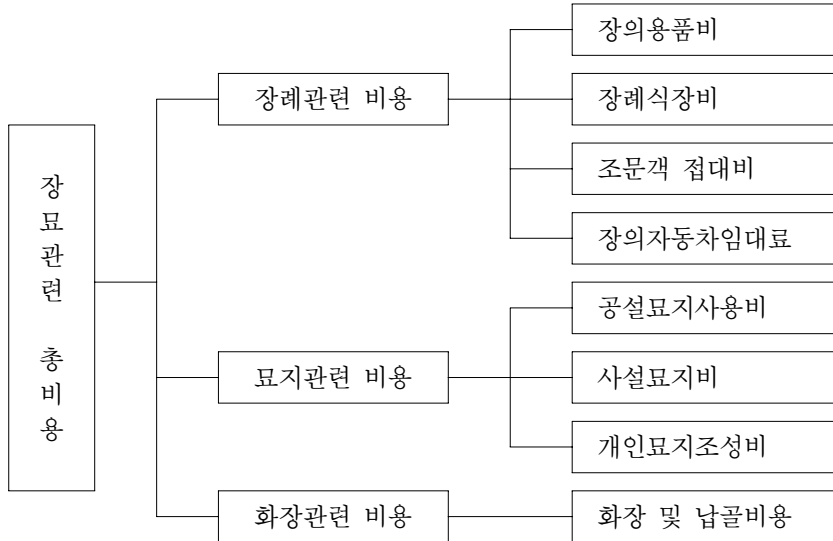 장묘관련 총비용
장례관련 비용
장의용품비
장례식장비
조문객 접대비
장의자동차임대료
묘지관련 비용
공설묘지사용비
사설묘지비
개인묘지조성비
화장관련 비용
화장 및 납골비용